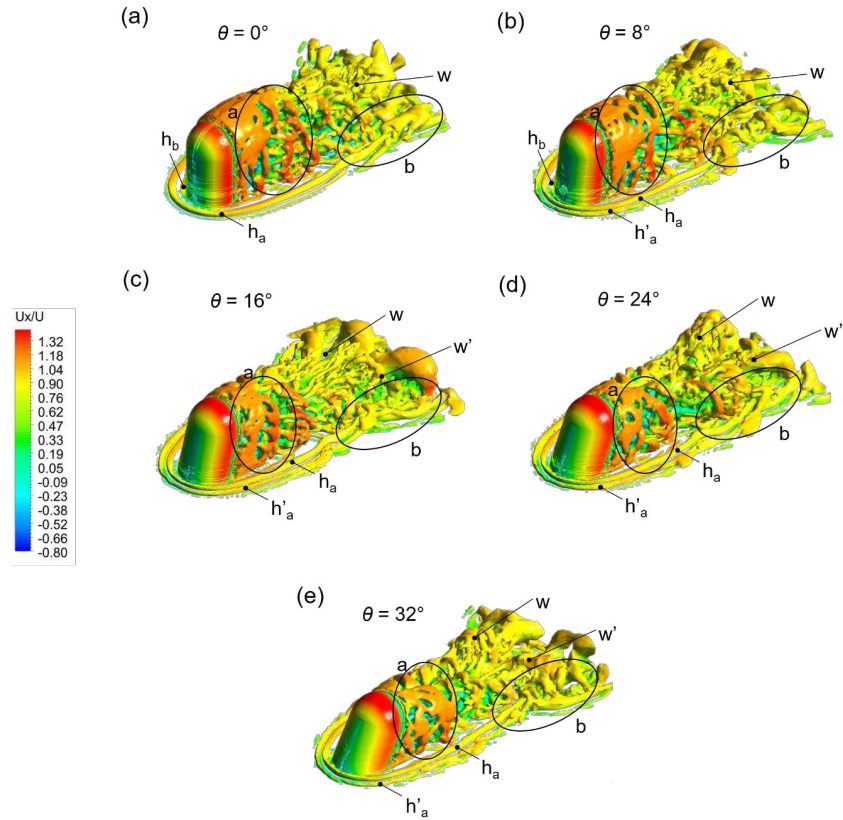 (a)
θ = 0°
w
a
h_b
b
h_a
(b)
θ = 8°
w
a
h_b
b
h_a
h'_a
(c)
θ = 16°
w
w'
a
b
h_a
h'_a
(d)
θ = 24°
w
w'
a
b
h_a
h'_a
Ux/U
1.32
1.18
1.04
0.90
0.76
0.62
0.47
0.33
0.19
0.05
-0.09
-0.23
-0.38
-0.52
-0.66
-0.80
(e)
θ = 32°
w
w'
a
b
h_a
h'_a